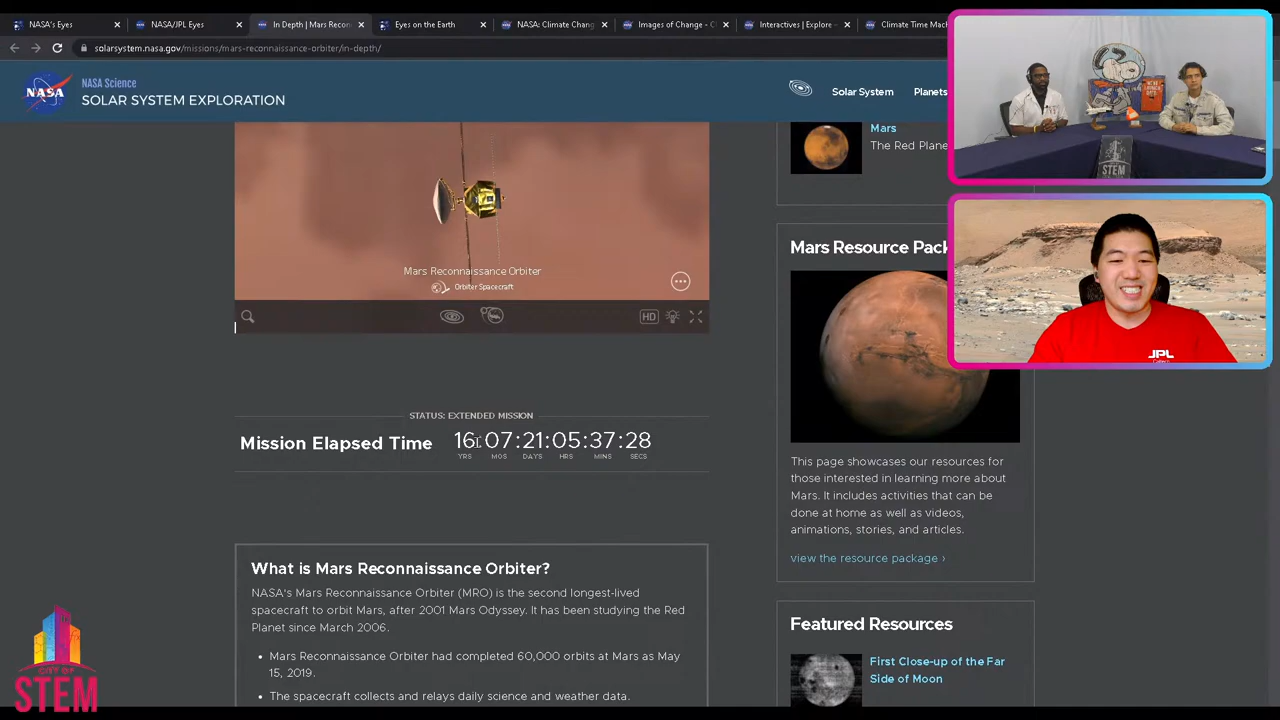 NASA's Eyes
NASA/JPL Eyes
In Depth | Mars Recon
Eyes on the Earth
NASA: Climate Chang
Images of Change – C
Interactives | Explore –
Climate Time Mach
solarsystem.nasa.gov/missions/mars-reconnaissance-orbiter/in-depth/
NASA
NASA Science
SOLAR SYSTEM EXPLORATION
Solar System
Planets
Mars
The Red Plane
Mars Reconnaissance Orbiter
Orbiter Spacecraft
HD
STATUS: EXTENDED MISSION
Mission Elapsed Time
16:07:21:05:37:28
YRS MOS DAYS HRS MINS SECS
What is Mars Reconnaissance Orbiter?
NASA's Mars Reconnaissance Orbiter (MRO) is the second longest-lived
spacecraft to orbit Mars, after 2001 Mars Odyssey. It has been studying the Red
Planet since March 2006.
• Mars Reconnaissance Orbiter had completed 60,000 orbits at Mars as May
15, 2019.
• The spacecraft collects and relays daily science and weather data.
Mars Resource Pack
This page showcases our resources for
those interested in learning more about
Mars. It includes activities that can be
done at home as well as videos,
animations, stories, and articles.
view the resource package ›
Featured Resources
First Close-up of the Far
Side of Moon
STEM
JPL
Caltech
CITY OF
STEM